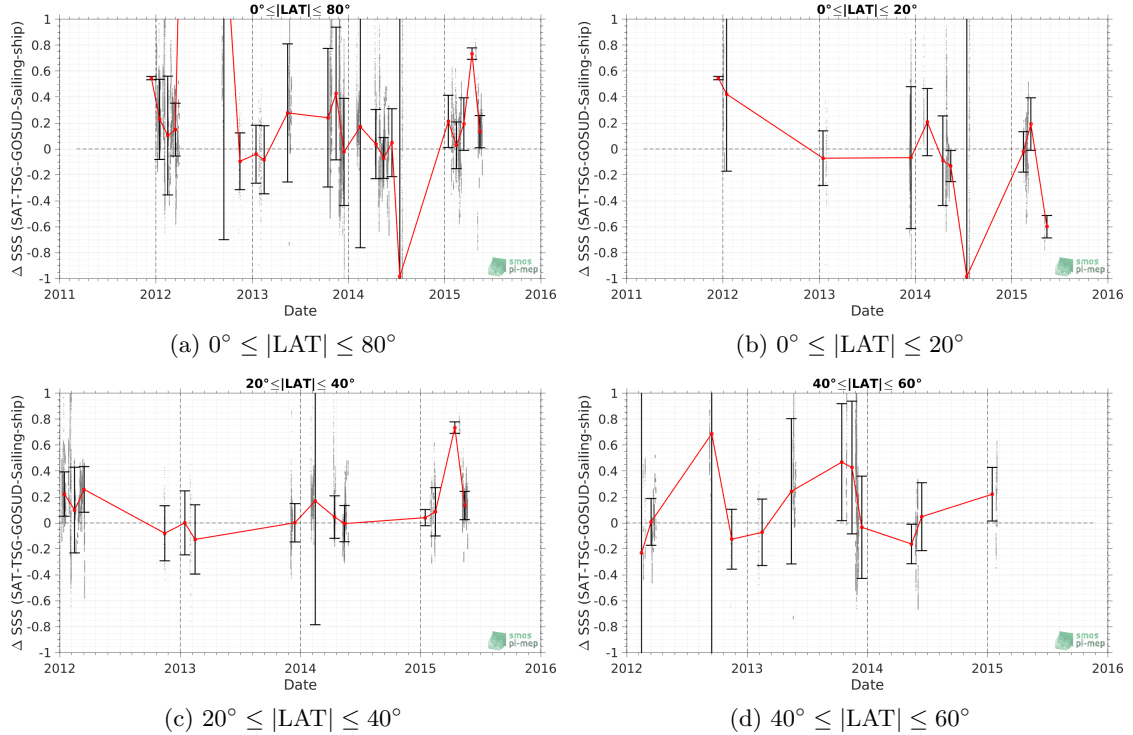 0°≤|LAT|≤ 80°
Δ SSS (SAT-TSG-GOSUD-Sailing-ship)
1
0.8
0.6
0.4
0.2
0
-0.2
-0.4
-0.6
-0.8
-1
2011 2012 2013 2014 2015 2016
Date
smos
pi-mep
(a) 0° ≤ |LAT| ≤ 80°
0°≤|LAT|≤ 20°
Δ SSS (SAT-TSG-GOSUD-Sailing-ship)
1
0.8
0.6
0.4
0.2
0
-0.2
-0.4
-0.6
-0.8
-1
2011 2012 2013 2014 2015 2016
Date
smos
pi-mep
(b) 0° ≤ |LAT| ≤ 20°
20°≤|LAT|≤ 40°
Δ SSS (SAT-TSG-GOSUD-Sailing-ship)
1
0.8
0.6
0.4
0.2
0
-0.2
-0.4
-0.6
-0.8
-1
2012 2013 2014 2015 2016
Date
smos
pi-mep
(c) 20° ≤ |LAT| ≤ 40°
40°≤|LAT|≤ 60°
Δ SSS (SAT-TSG-GOSUD-Sailing-ship)
1
0.8
0.6
0.4
0.2
0
-0.2
-0.4
-0.6
-0.8
-1
2012 2013 2014 2015 2016
Date
smos
pi-mep
(d) 40° ≤ |LAT| ≤ 60°